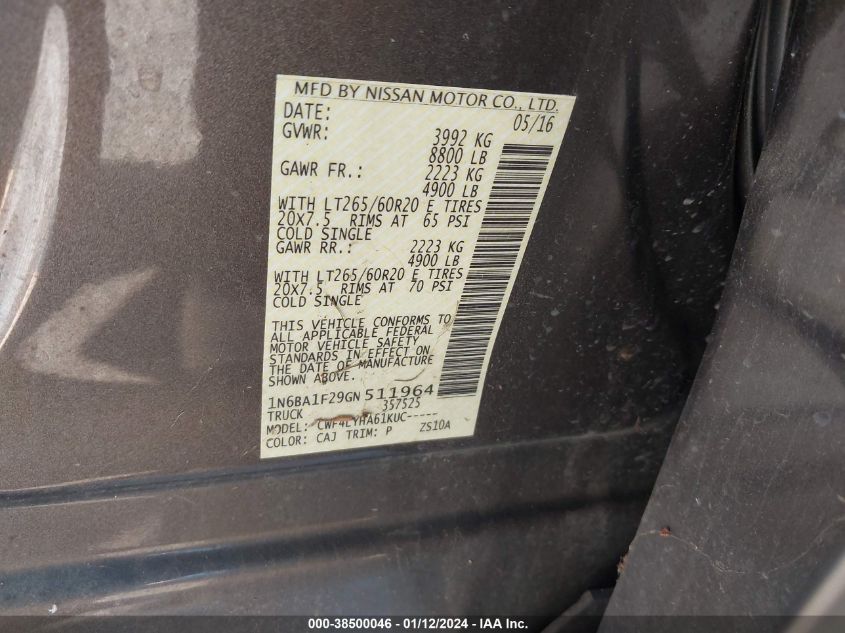 MFD BY NISSAN MOTOR CO., LTD.
DATE: 05/16
GVWR: 3992 KG
8800 LB
GAWR FR.: 2223 KG
4900 LB
WITH LT265/60R20 E TIRES
20x7.5 RIMS AT 65 PSI
COLD SINGLE
GAWR RR.: 2223 KG
4900 LB
WITH LT265/60R20 E TIRES
20x7.5 RIMS AT 70 PSI
COLD SINGLE
THIS VEHICLE CONFORMS TO
ALL APPLICABLE FEDERAL
MOTOR VEHICLE SAFETY
STANDARDS IN EFFECT ON
THE DATE OF MANUFACTURE
SHOWN ABOVE.
1N6BA1F29GN511964
TRUCK 357525
MODEL: CWF4LYHA61KUC-----
COLOR: CAJ TRIM: P ZS10A
000-38500046 - 01/12/2024 - IAA Inc.